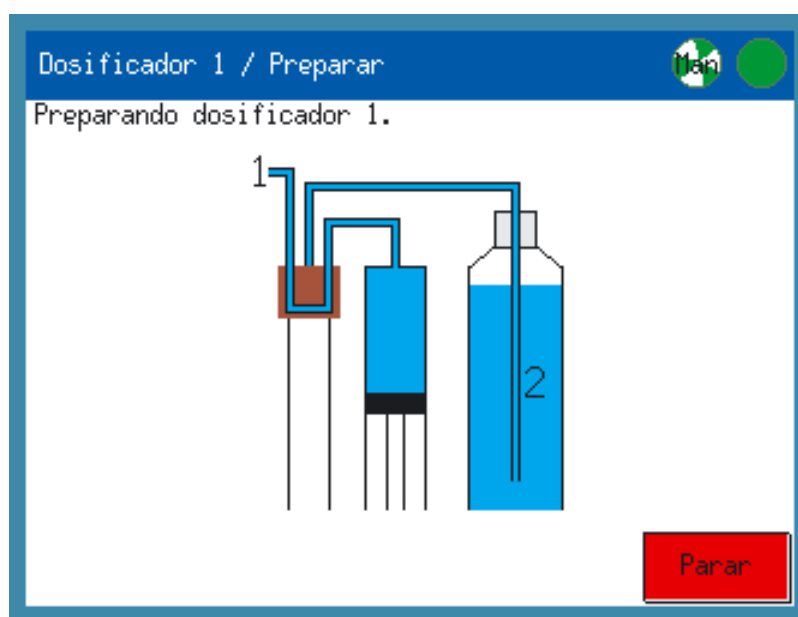 Dosificador 1 / Preparar
Man
Preparando dosificador 1.
1
2
Parar